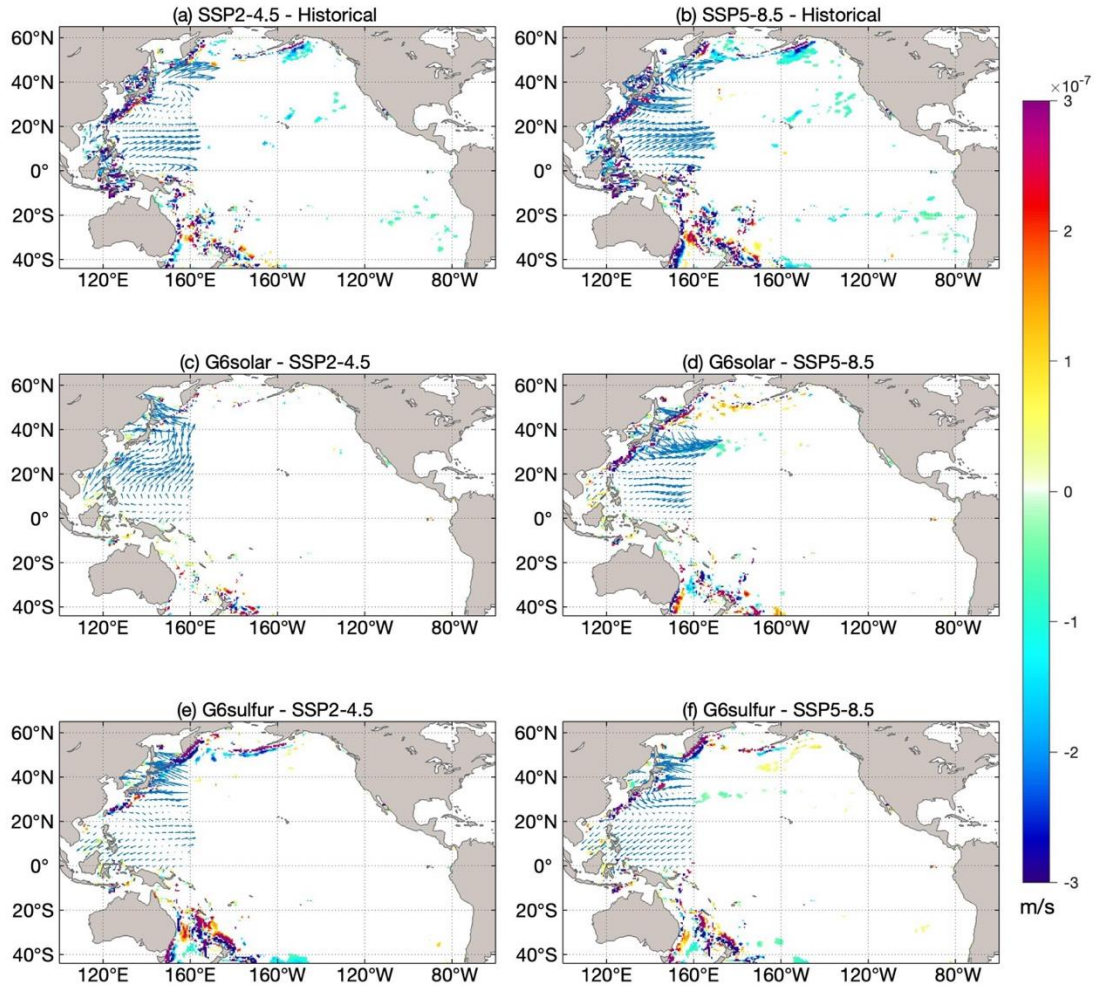 (a) SSP2-4.5 - Historical (b) SSP5-8.5 - Historical
60°N 60°N
×10⁻⁷
40°N 40°N
3
20°N 20°N
0° 0°
20°S 20°S
40°S 40°S
120°E 160°E 160°W 120°W 80°W 120°E 160°E 160°W 120°W 80°W
2
(c) G6solar - SSP2-4.5 (d) G6solar - SSP5-8.5
1
60°N 60°N
40°N 40°N
20°N 20°N
0
0° 0°
20°S 20°S
40°S 40°S
-1
120°E 160°E 160°W 120°W 80°W 120°E 160°E 160°W 120°W 80°W
(e) G6sulfur - SSP2-4.5 (f) G6sulfur - SSP5-8.5
60°N 60°N
-2
40°N 40°N
20°N 20°N
0° 0°
-3
20°S 20°S
m/s
40°S 40°S
120°E 160°E 160°W 120°W 80°W 120°E 160°E 160°W 120°W 80°W